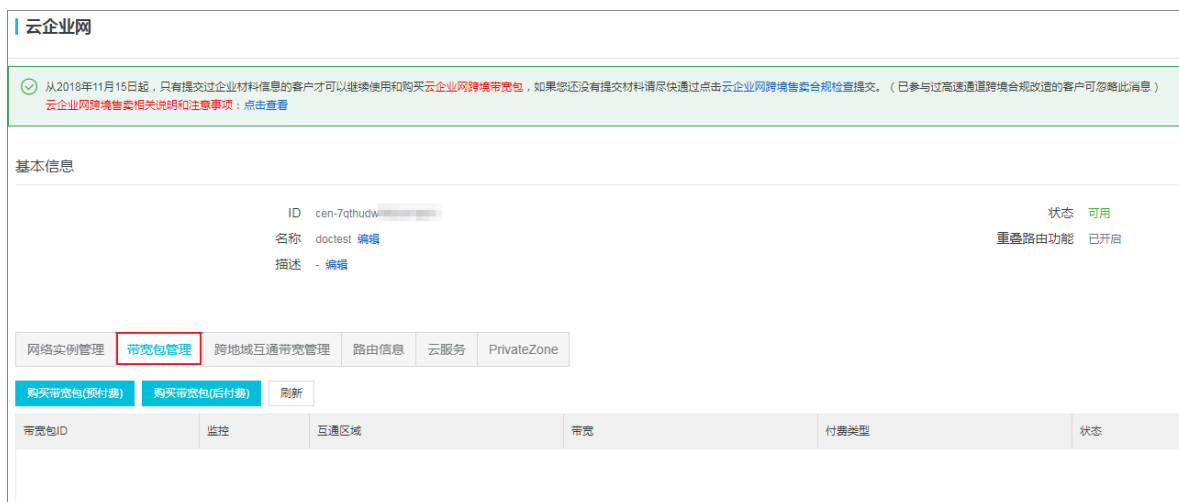 云企业网
从2018年11月15日起，只有提交过企业材料信息的客户才可以继续使用和购买云企业网跨境带宽包，如果您还没有提交材料请尽快通过点击云企业网跨境售卖合规检查提交。（已参与过高速通道跨境合规改造的客户可忽略此消息）
云企业网跨境售卖相关说明和注意事项：点击查看
基本信息
ID cen-7qthudw
状态 可用
名称 doctest 编辑
重叠路由功能 已开启
描述 - 编辑
网络实例管理 带宽包管理 跨地域互通带宽管理 路由信息 云服务 PrivateZone
购买带宽包(预付费) 购买带宽包(后付费) 刷新
带宽包ID 监控 互通区域 带宽 付费类型 状态